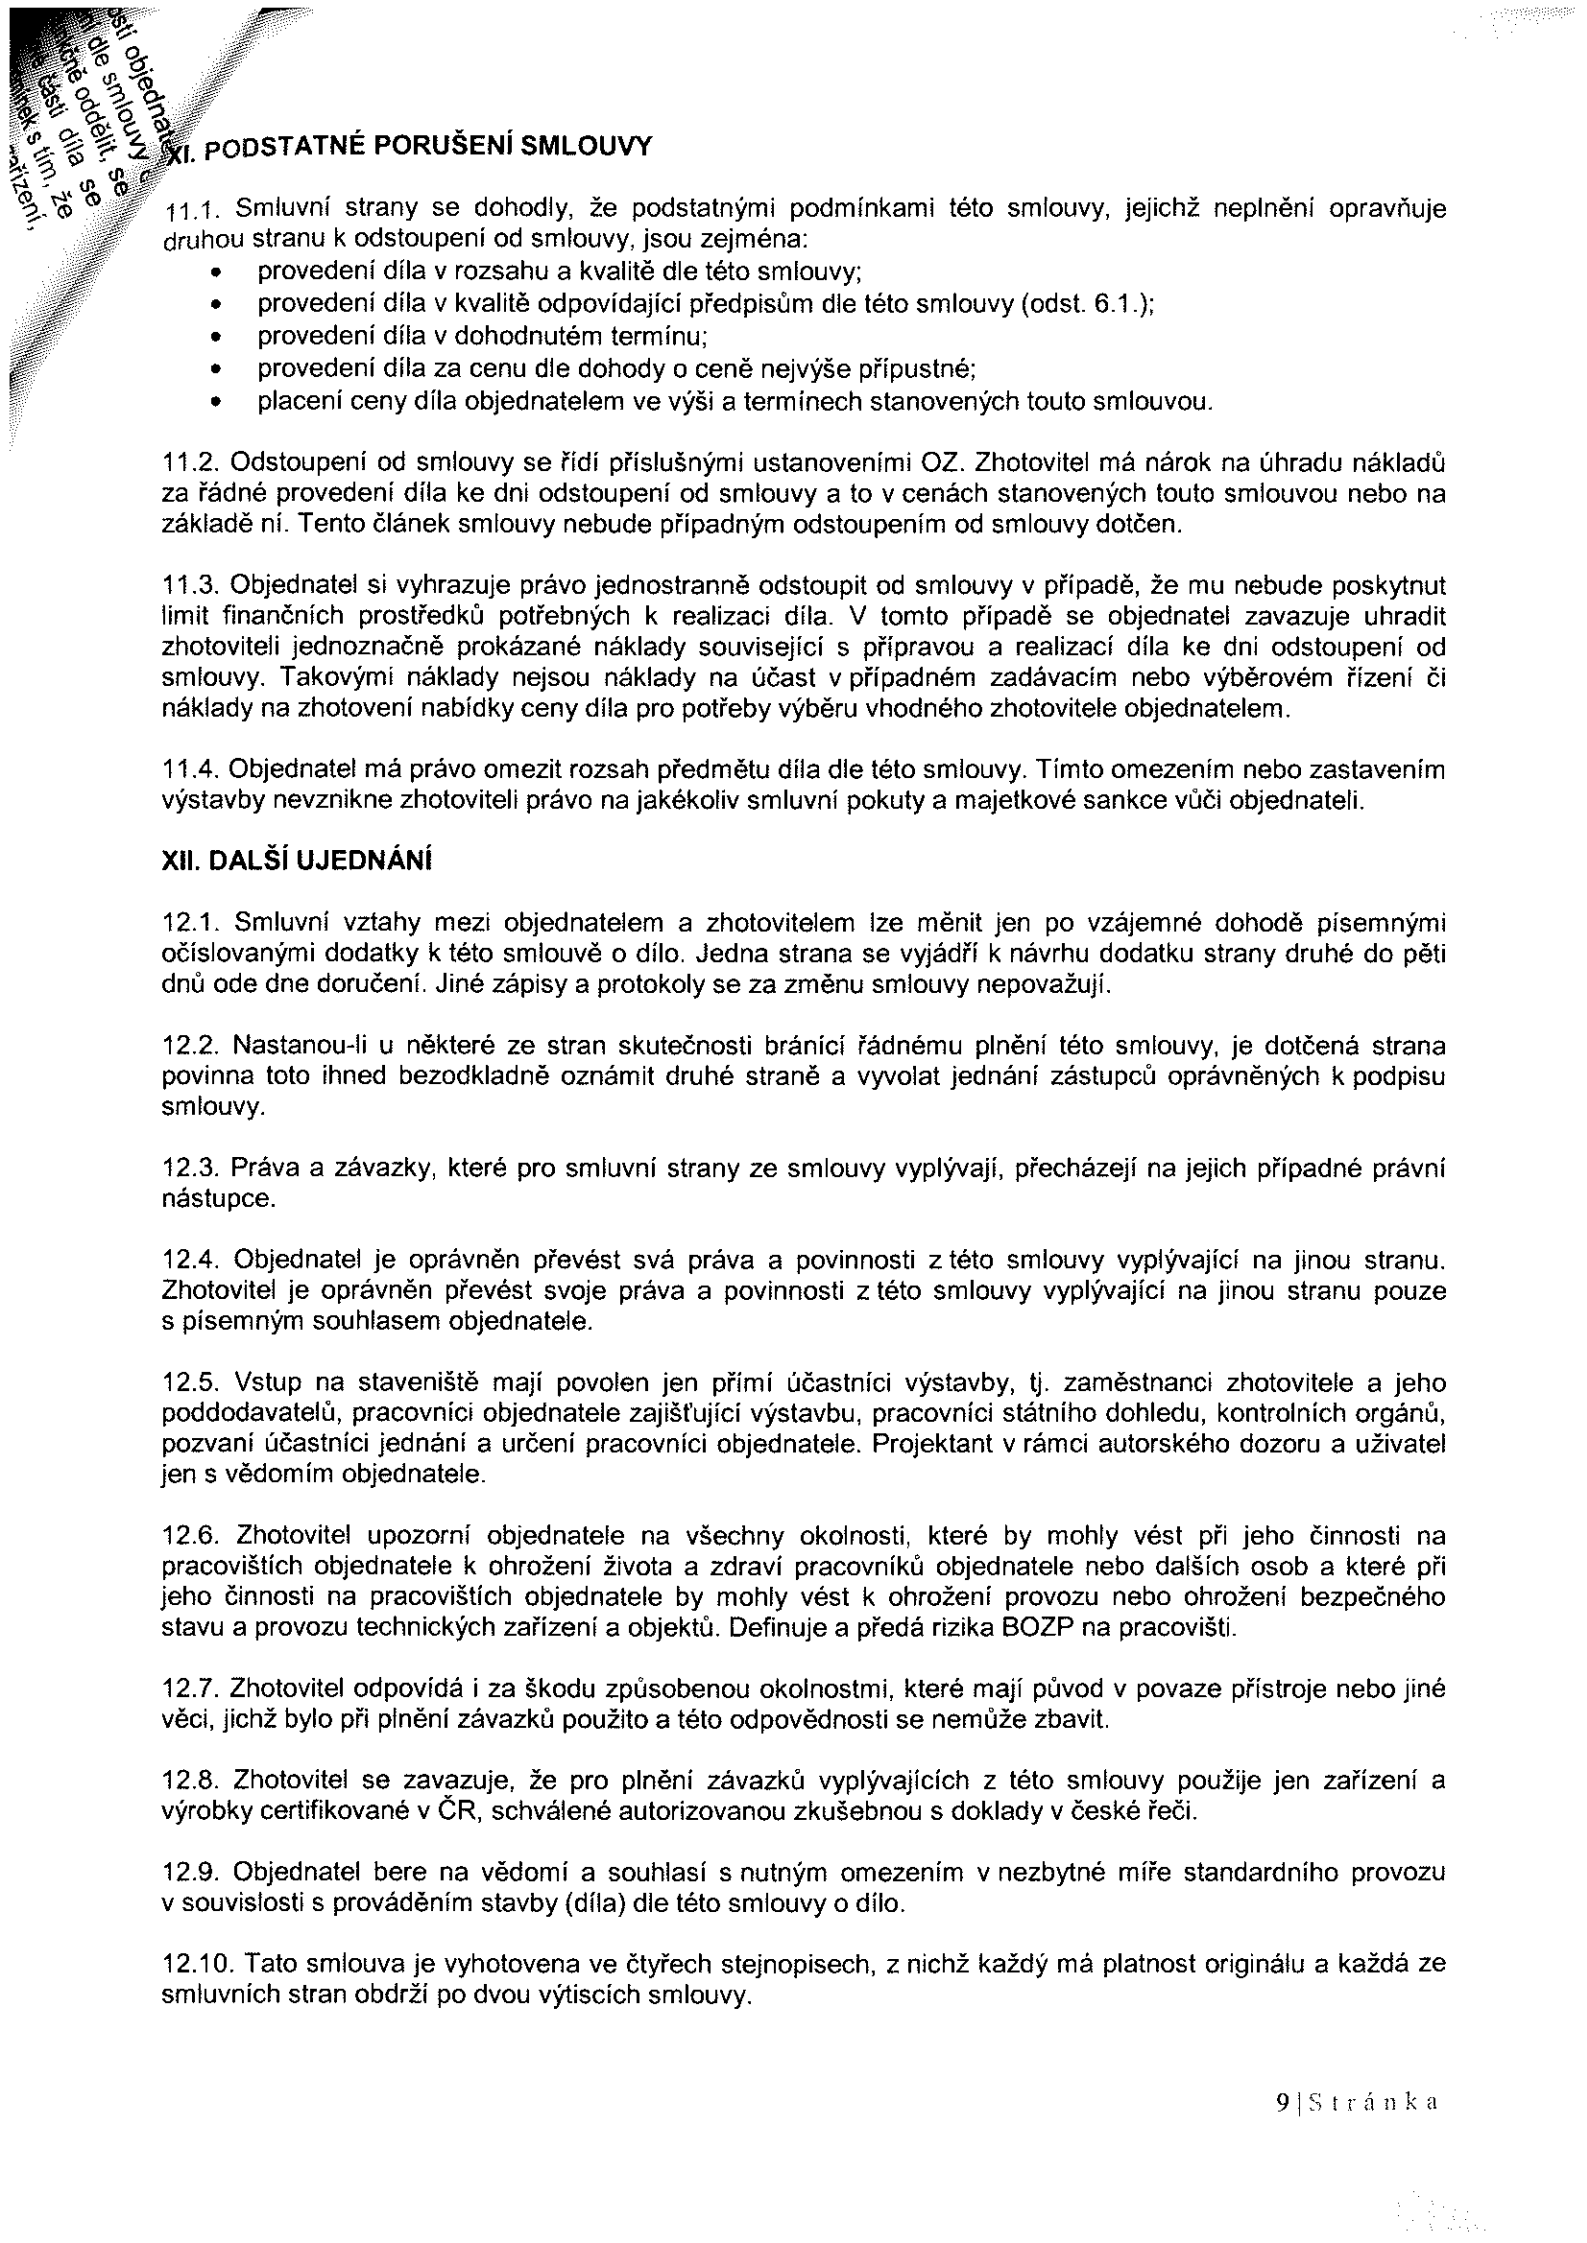 XI. PODSTATNÉ PORUŠENÍ SMLOUVY
11.1. Smluvní strany se dohodly, že podstatnými podmínkami této smlouvy, jejichž neplnění opravňuje
druhou stranu k odstoupení od smlouvy, jsou zejména:
• provedení díla v rozsahu a kvalitě dle této smlouvy;
• provedení díla v kvalitě odpovídající předpisům dle této smlouvy (odst. 6.1.);
• provedení díla v dohodnutém termínu;
• provedení díla za cenu dle dohody o ceně nejvýše přípustné;
• placení ceny díla objednatelem ve výši a termínech stanovených touto smlouvou.
11.2. Odstoupení od smlouvy se řídí příslušnými ustanoveními OZ. Zhotovitel má nárok na úhradu nákladů
za řádné provedení díla ke dni odstoupení od smlouvy a to v cenách stanovených touto smlouvou nebo na
základě ní. Tento článek smlouvy nebude případným odstoupením od smlouvy dotčen.
11.3. Objednatel si vyhrazuje právo jednostranně odstoupit od smlouvy v případě, že mu nebude poskytnut
limit finančních prostředků potřebných k realizaci díla. V tomto případě se objednatel zavazuje uhradit
zhotoviteli jednoznačně prokázané náklady související s přípravou a realizací díla ke dni odstoupení od
smlouvy. Takovými náklady nejsou náklady na účast v případném zadávacím nebo výběrovém řízení či
náklady na zhotovení nabídky ceny díla pro potřeby výběru vhodného zhotovitele objednatelem.
11.4. Objednatel má právo omezit rozsah předmětu díla dle této smlouvy. Tímto omezením nebo zastavením
výstavby nevznikne zhotoviteli právo na jakékoliv smluvní pokuty a majetkové sankce vůči objednateli.
XII. DALŠÍ UJEDNÁNÍ
12.1. Smluvní vztahy mezi objednatelem a zhotovitelem lze měnit jen po vzájemné dohodě písemnými
očíslovanými dodatky k této smlouvě o dílo. Jedna strana se vyjádří k návrhu dodatku strany druhé do pěti
dnů ode dne doručení. Jiné zápisy a protokoly se za změnu smlouvy nepovažují.
12.2. Nastanou-li u některé ze stran skutečnosti bránící řádnému plnění této smlouvy, je dotčená strana
povinna toto ihned bezodkladně oznámit druhé straně a vyvolat jednání zástupců oprávněných k podpisu
smlouvy.
12.3. Práva a závazky, které pro smluvní strany ze smlouvy vyplývají, přecházejí na jejich případné právní
nástupce.
12.4. Objednatel je oprávněn převést svá práva a povinnosti z této smlouvy vyplývající na jinou stranu.
Zhotovitel je oprávněn převést svoje práva a povinnosti z této smlouvy vyplývající na jinou stranu pouze
s písemným souhlasem objednatele.
12.5. Vstup na staveniště mají povolen jen přímí účastníci výstavby, tj. zaměstnanci zhotovitele a jeho
poddodavatelů, pracovníci objednatele zajišťující výstavbu, pracovníci státního dohledu, kontrolních orgánů,
pozvaní účastníci jednání a určení pracovníci objednatele. Projektant v rámci autorského dozoru a uživatel
jen s vědomím objednatele.
12.6. Zhotovitel upozorní objednatele na všechny okolnosti, které by mohly vést při jeho činnosti na
pracovištích objednatele k ohrožení života a zdraví pracovníků objednatele nebo dalších osob a které při
jeho činnosti na pracovištích objednatele by mohly vést k ohrožení provozu nebo ohrožení bezpečného
stavu a provozu technických zařízení a objektů. Definuje a předá rizika BOZP na pracovišti.
12.7. Zhotovitel odpovídá i za škodu způsobenou okolnostmi, které mají původ v povaze přístroje nebo jiné
věci, jichž bylo při plnění závazků použito a této odpovědnosti se nemůže zbavit.
12.8. Zhotovitel se zavazuje, že pro plnění závazků vyplývajících z této smlouvy použije jen zařízení a
výrobky certifikované v ČR, schválené autorizovanou zkušebnou s doklady v české řeči.
12.9. Objednatel bere na vědomí a souhlasí s nutným omezením v nezbytné míře standardního provozu
v souvislosti s prováděním stavby (díla) dle této smlouvy o dílo.
12.10. Tato smlouva je vyhotovena ve čtyřech stejnopisech, z nichž každý má platnost originálu a každá ze
smluvních stran obdrží po dvou výtiscích smlouvy.
9 | Stránka
dle smlouvy
oddělit, se
části díla se
s tím, že